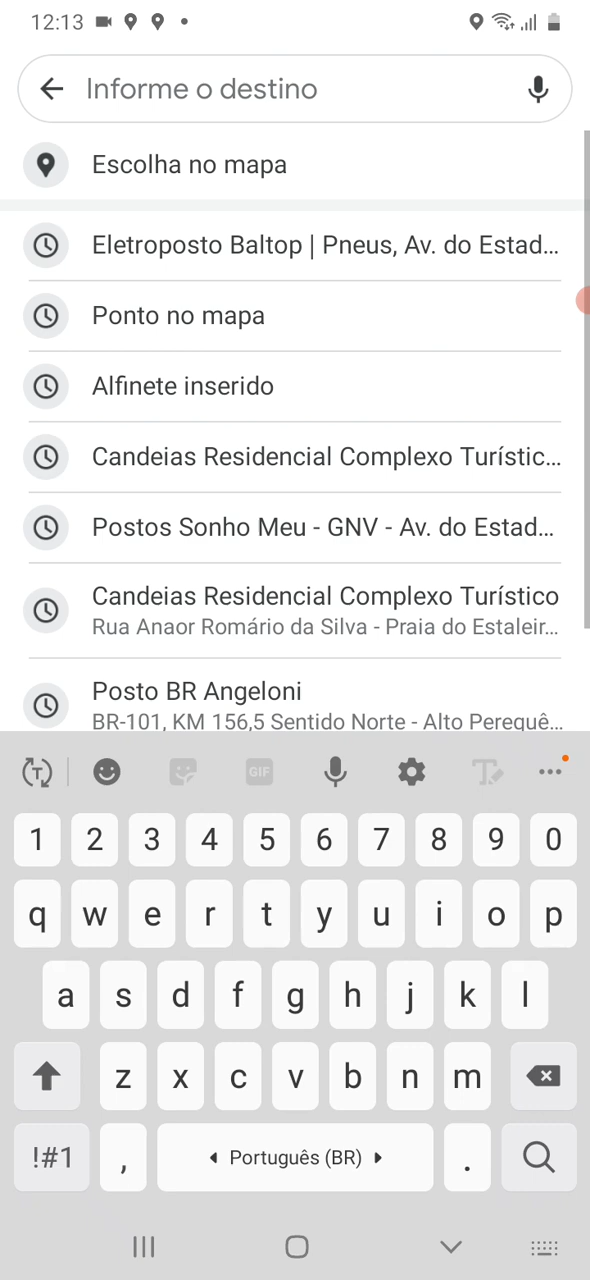 12:13
Informe o destino
Escolha no mapa
Eletroposto Baltop | Pneus, Av. do Estad...
Ponto no mapa
Alfinete inserido
Candeias Residencial Complexo Turístic...
Postos Sonho Meu - GNV - Av. do Estad...
Candeias Residencial Complexo Turístico
Rua Anaor Romário da Silva - Praia do Estaleir...
Posto BR Angeloni
BR-101, KM 156,5 Sentido Norte - Alto Perequê...
T GIF T
1 2 3 4 5 6 7 8 9 0
q w e r t y u i o p
a s d f g h j k l
z x c v b n m
!#1 , Português (BR) .